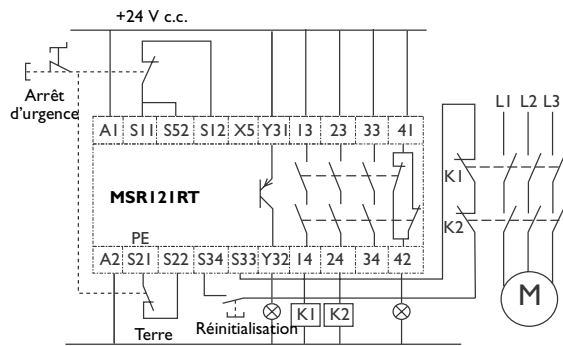 +24 V c.c.
Arrêt
d'urgence
A1 S11 S52 S12 X5 Y31 13 23 33 41
L1 L2 L3
MSR121RT
K1
K2
PE
A2 S21 S22 S34 S33 Y32 14 24 34 42
K1 K2
M
Terre
Réinitialisation